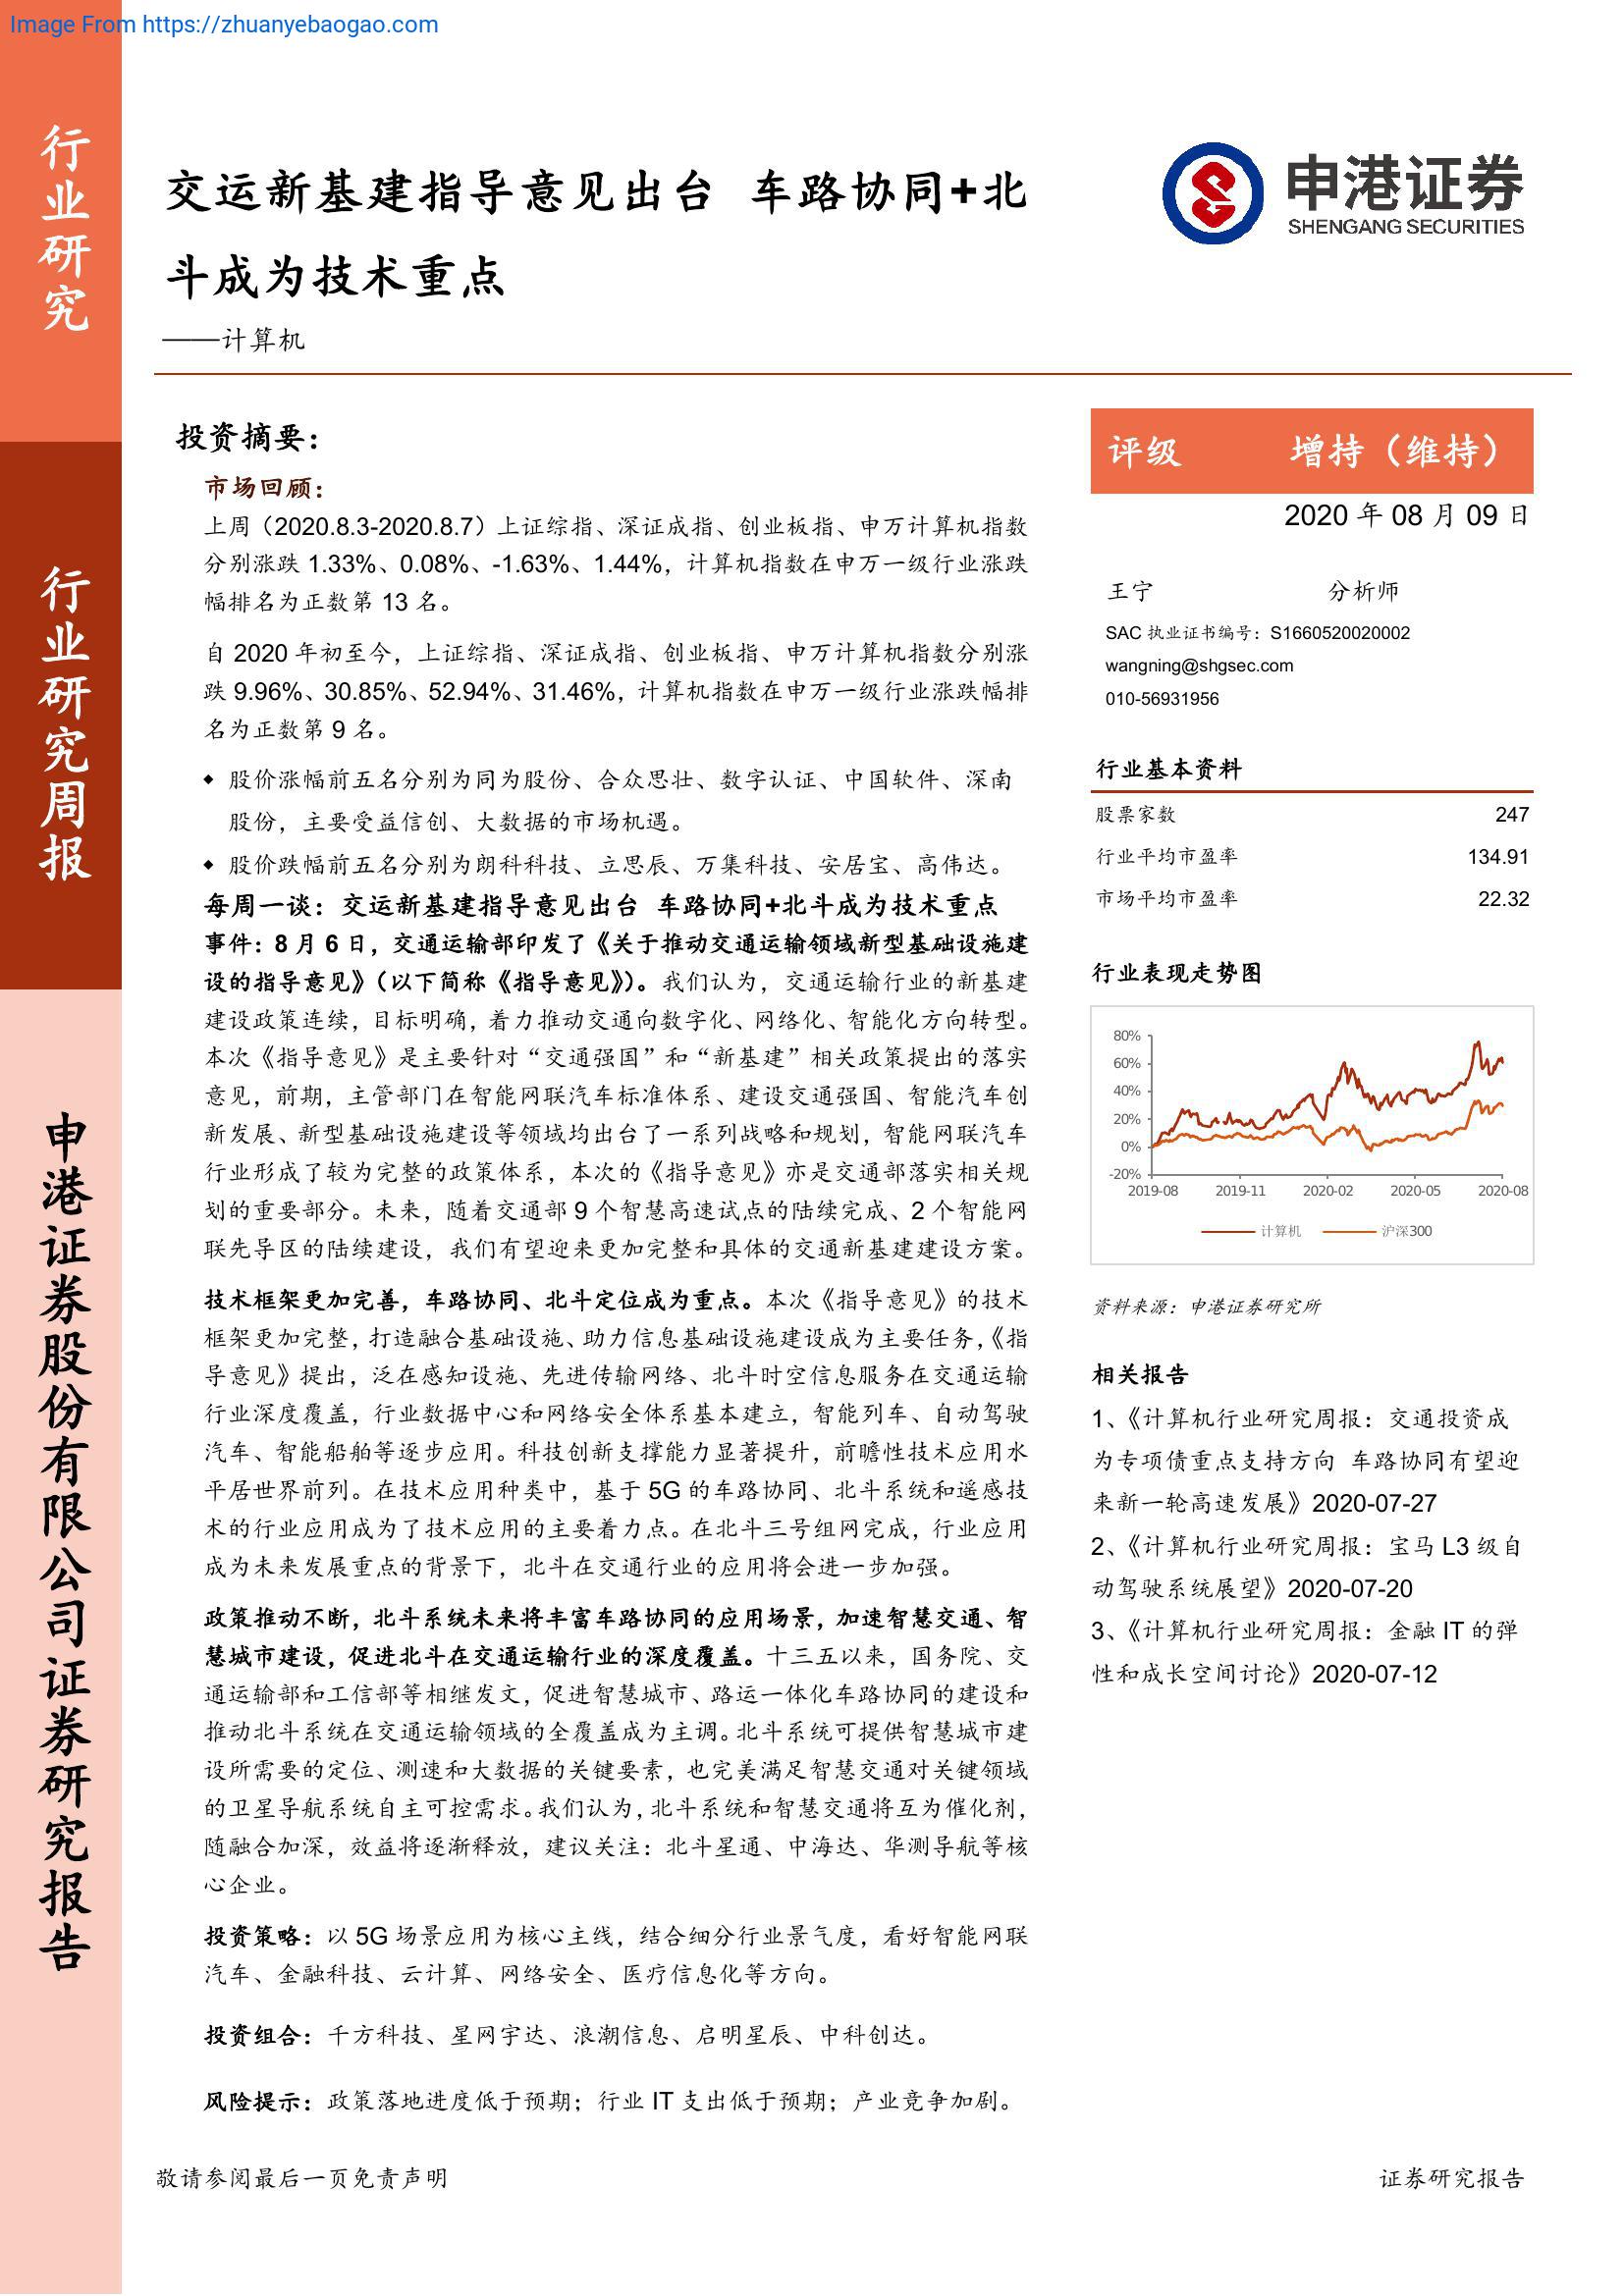 Image From https://zhuanyebaogao.com
行业研究
行业研究周报
申港证券股份有限公司证券研究报告
交运新基建指导意见出台 车路协同+北
斗成为技术重点
——计算机
申港证券
SHENGANG SECURITIES
投资摘要：
市场回顾：
上周（2020.8.3-2020.8.7）上证综指、深证成指、创业板指、申万计算机指数
分别涨跌 1.33%、0.08%、-1.63%、1.44%，计算机指数在申万一级行业涨跌
幅排名为正数第 13 名。
自 2020 年初至今，上证综指、深证成指、创业板指、申万计算机指数分别涨
跌 9.96%、30.85%、52.94%、31.46%，计算机指数在申万一级行业涨跌幅排
名为正数第 9 名。
◆ 股价涨幅前五名分别为同为股份、合众思壮、数字认证、中国软件、深南
股份，主要受益信创、大数据的市场机遇。
◆ 股价跌幅前五名分别为朗科科技、立思辰、万集科技、安居宝、高伟达。
每周一谈：交运新基建指导意见出台 车路协同+北斗成为技术重点
事件：8 月 6 日，交通运输部印发了《关于推动交通运输领域新型基础设施建
设的指导意见》（以下简称《指导意见》）。我们认为，交通运输行业的新基建
建设政策连续，目标明确，着力推动交通向数字化、网络化、智能化方向转型。
本次《指导意见》是主要针对“交通强国”和“新基建”相关政策提出的落实
意见，前期，主管部门在智能网联汽车标准体系、建设交通强国、智能汽车创
新发展、新型基础设施建设等领域均出台了一系列战略和规划，智能网联汽车
行业形成了较为完整的政策体系，本次的《指导意见》亦是交通部落实相关规
划的重要部分。未来，随着交通部 9 个智慧高速试点的陆续完成、2 个智能网
联先导区的陆续建设，我们有望迎来更加完整和具体的交通新基建建设方案。
技术框架更加完善，车路协同、北斗定位成为重点。本次《指导意见》的技术
框架更加完整，打造融合基础设施、助力信息基础设施建设成为主要任务，《指
导意见》提出，泛在感知设施、先进传输网络、北斗时空信息服务在交通运输
行业深度覆盖，行业数据中心和网络安全体系基本建立，智能列车、自动驾驶
汽车、智能船舶等逐步应用。科技创新支撑能力显著提升，前瞻性技术应用水
平居世界前列。在技术应用种类中，基于 5G 的车路协同、北斗系统和遥感技
术的行业应用成为了技术应用的主要着力点。在北斗三号组网完成，行业应用
成为未来发展重点的背景下，北斗在交通行业的应用将会进一步加强。
政策推动不断，北斗系统未来将丰富车路协同的应用场景，加速智慧交通、智
慧城市建设，促进北斗在交通运输行业的深度覆盖。十三五以来，国务院、交
通运输部和工信部等相继发文，促进智慧城市、路运一体化车路协同的建设和
推动北斗系统在交通运输领域的全覆盖成为主调。北斗系统可提供智慧城市建
设所需要的定位、测速和大数据的关键要素，也完美满足智慧交通对关键领域
的卫星导航系统自主可控需求。我们认为，北斗系统和智慧交通将互为催化剂，
随融合加深，效益将逐渐释放，建议关注：北斗星通、中海达、华测导航等核
心企业。
投资策略：以 5G 场景应用为核心主线，结合细分行业景气度，看好智能网联
汽车、金融科技、云计算、网络安全、医疗信息化等方向。
投资组合：千方科技、星网宇达、浪潮信息、启明星辰、中科创达。
风险提示：政策落地进度低于预期；行业 IT 支出低于预期；产业竞争加剧。
评级 增持（维持）
2020 年 08 月 09 日
王宁 分析师
SAC 执业证书编号：S1660520020002
wangning@shgsec.com
010-56931956
行业基本资料
股票家数 247
行业平均市盈率 134.91
市场平均市盈率 22.32
行业表现走势图
80%
60%
40%
20%
0%
-20%
2019-08 2019-11 2020-02 2020-05 2020-08
计算机 沪深300
资料来源：申港证券研究所
相关报告
1、《计算机行业研究周报：交通投资成
为专项债重点支持方向 车路协同有望迎
来新一轮高速发展》2020-07-27
2、《计算机行业研究周报：宝马 L3 级自
动驾驶系统展望》2020-07-20
3、《计算机行业研究周报：金融 IT 的弹
性和成长空间讨论》2020-07-12
敬请参阅最后一页免责声明 证券研究报告